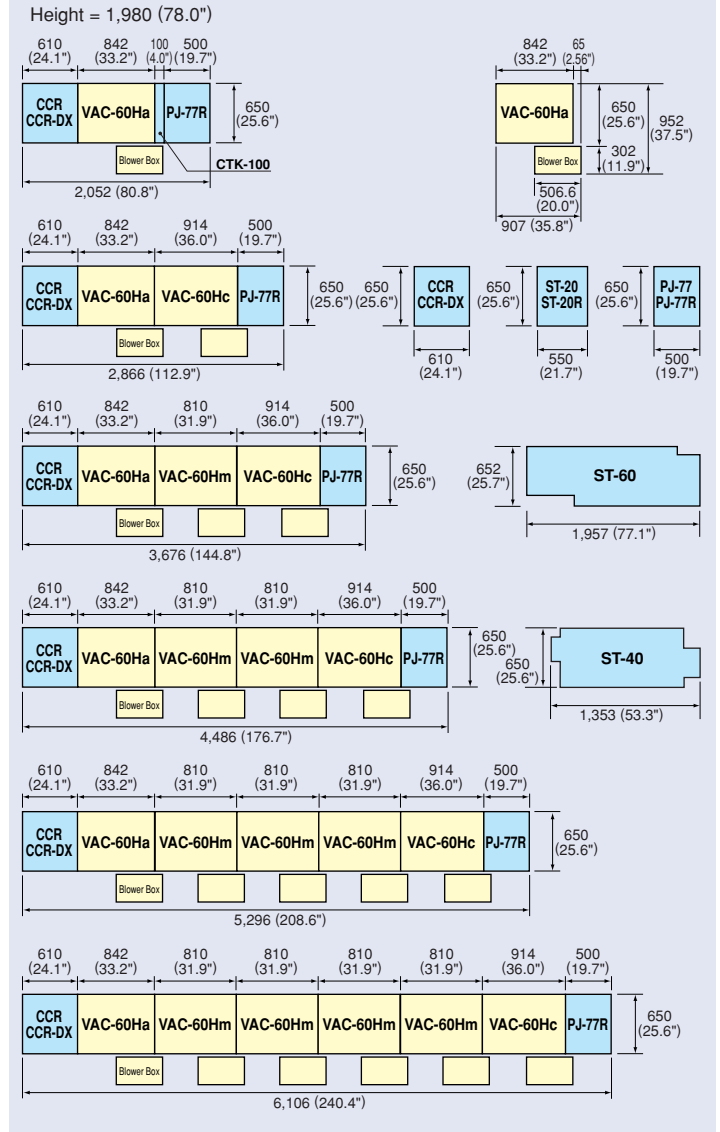 Height = 1,980 (78.0")
610 842 100 500
(24.1") (33.2") (4.0") (19.7")
CCR
CCR-DX
VAC-60Ha
PJ-77R
650
(25.6")
Blower Box
CTK-100
2,052 (80.8")
842 65
(33.2") (2.56")
VAC-60Ha
650
(25.6")
952
(37.5")
Blower Box
302
(11.9")
506.6
(20.0")
907 (35.8")
610 842 914 500
(24.1") (33.2") (36.0") (19.7")
CCR
CCR-DX
VAC-60Ha
VAC-60Hc
PJ-77R
650
(25.6")
Blower Box
2,866 (112.9")
650
(25.6")
CCR
CCR-DX
610
(24.1")
650
(25.6")
ST-20
ST-20R
550
(21.7")
650
(25.6")
PJ-77
PJ-77R
500
(19.7")
610 842 810 914 500
(24.1") (33.2") (31.9") (36.0") (19.7")
CCR
CCR-DX
VAC-60Ha
VAC-60Hm
VAC-60Hc
PJ-77R
650
(25.6")
Blower Box
3,676 (144.8")
652
(25.7")
ST-60
1,957 (77.1")
610 842 810 810 914 500
(24.1") (33.2") (31.9") (31.9") (36.0") (19.7")
CCR
CCR-DX
VAC-60Ha
VAC-60Hm
VAC-60Hm
VAC-60Hc
PJ-77R
650
(25.6")
Blower Box
4,486 (176.7")
650
(25.6")
ST-40
1,353 (53.3")
610 842 810 810 810 914 500
(24.1") (33.2") (31.9") (31.9") (31.9") (36.0") (19.7")
CCR
CCR-DX
VAC-60Ha
VAC-60Hm
VAC-60Hm
VAC-60Hm
VAC-60Hc
PJ-77R
650
(25.6")
Blower Box
5,296 (208.6")
610 842 810 810 810 810 914 500
(24.1") (33.2") (31.9") (31.9") (31.9") (31.9") (36.0") (19.7")
CCR
CCR-DX
VAC-60Ha
VAC-60Hm
VAC-60Hm
VAC-60Hm
VAC-60Hm
VAC-60Hc
PJ-77R
650
(25.6")
Blower Box
6,106 (240.4")